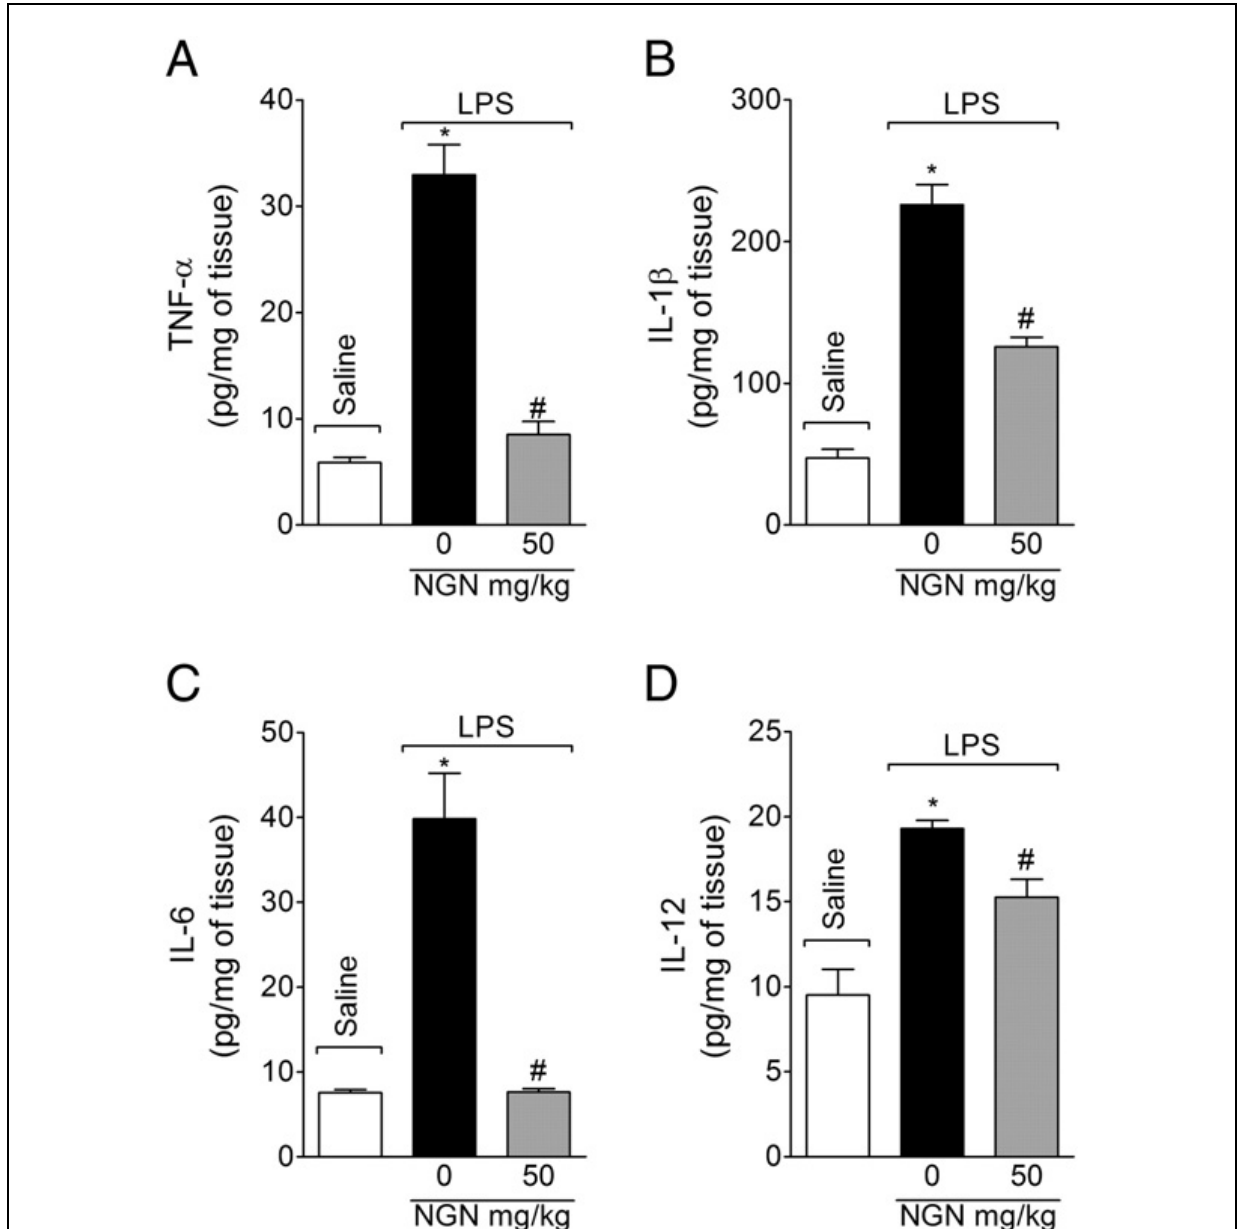 A
TNF-α
(pg/mg of tissue)
40
30
20
10
0
Saline
LPS
*
#
0 50
NGN mg/kg
B
IL-1β
(pg/mg of tissue)
300
200
100
0
Saline
LPS
*
#
0 50
NGN mg/kg
C
IL-6
(pg/mg of tissue)
50
40
30
20
10
0
Saline
LPS
*
#
0 50
NGN mg/kg
D
IL-12
(pg/mg of tissue)
25
20
15
10
5
0
Saline
LPS
*
#
0 50
NGN mg/kg